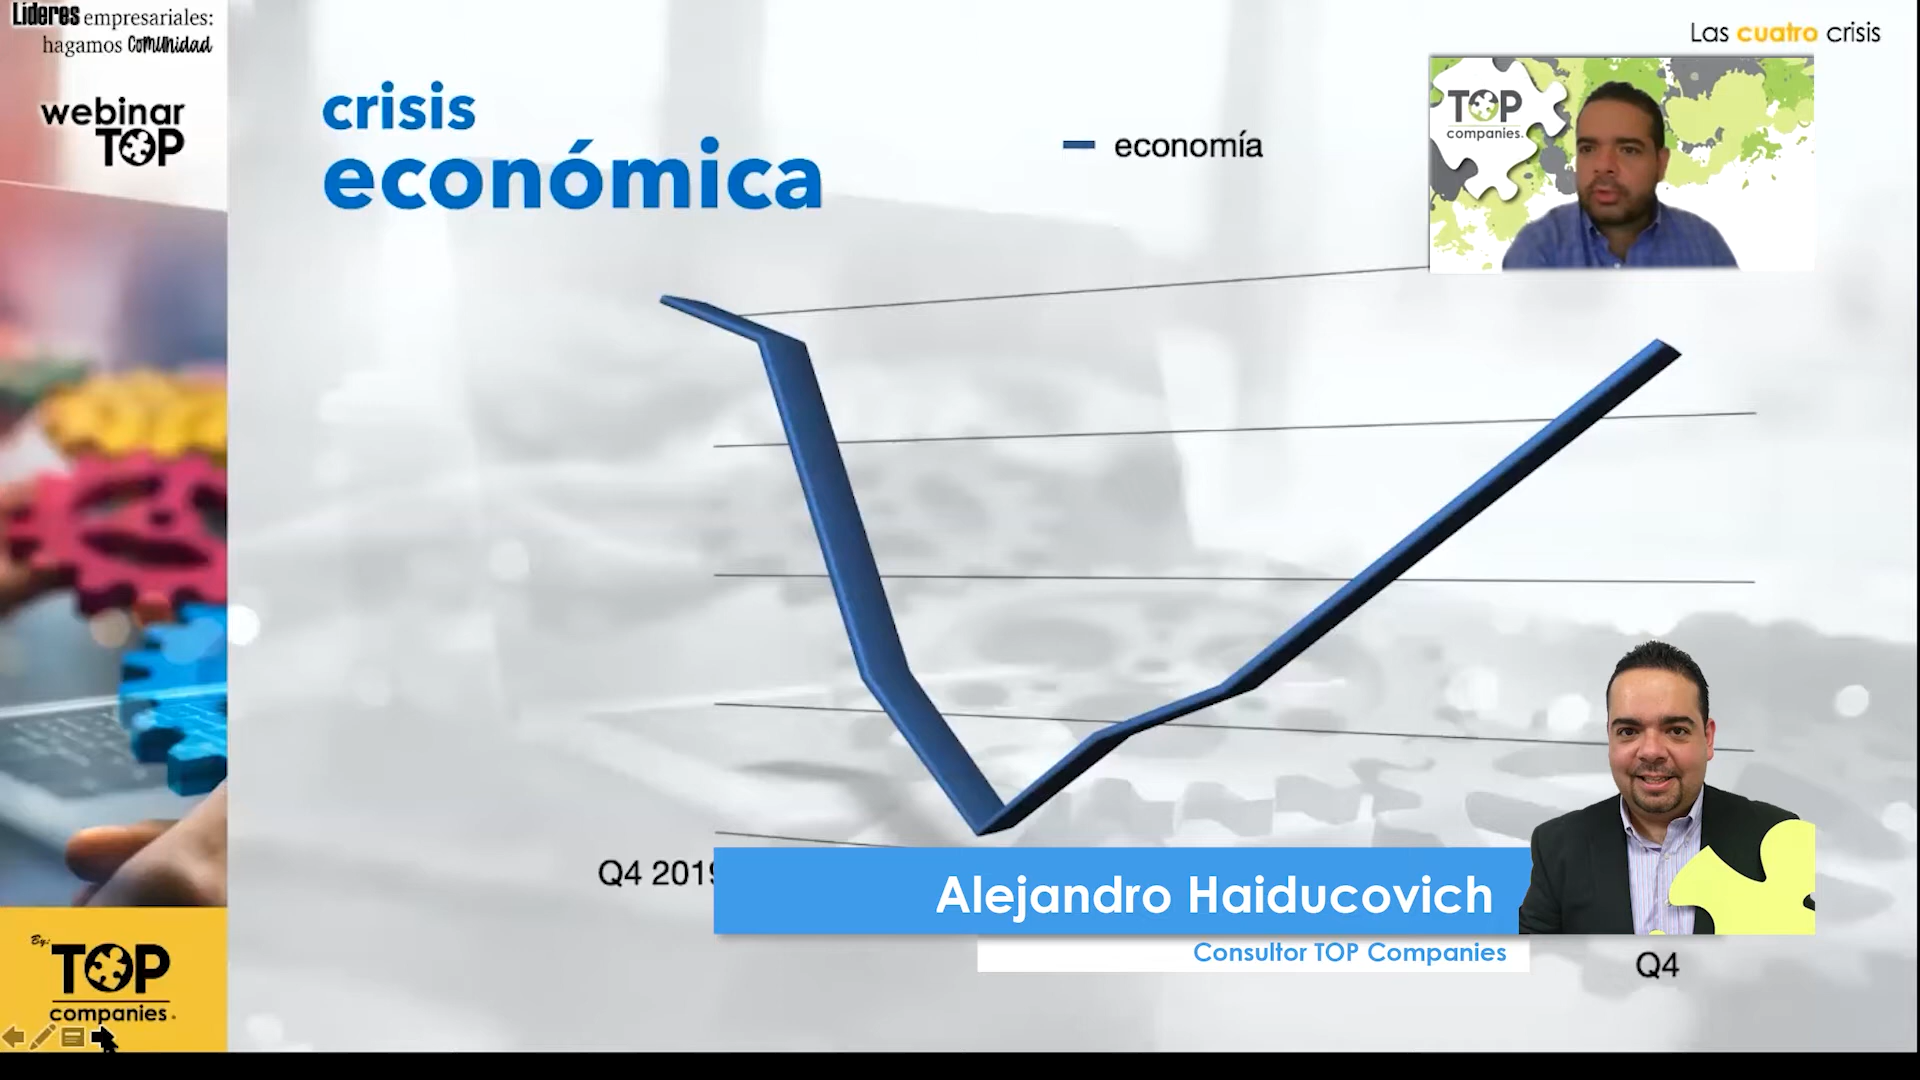 Líderes empresariales:
hagamos Comunidad
webinar
TOP
Las cuatro crisis
crisis
económica
economía
TOP
companies.
Q4 2019
Alejandro Haiducovich
Consultor TOP Companies
Q4
By:
TOP
companies.